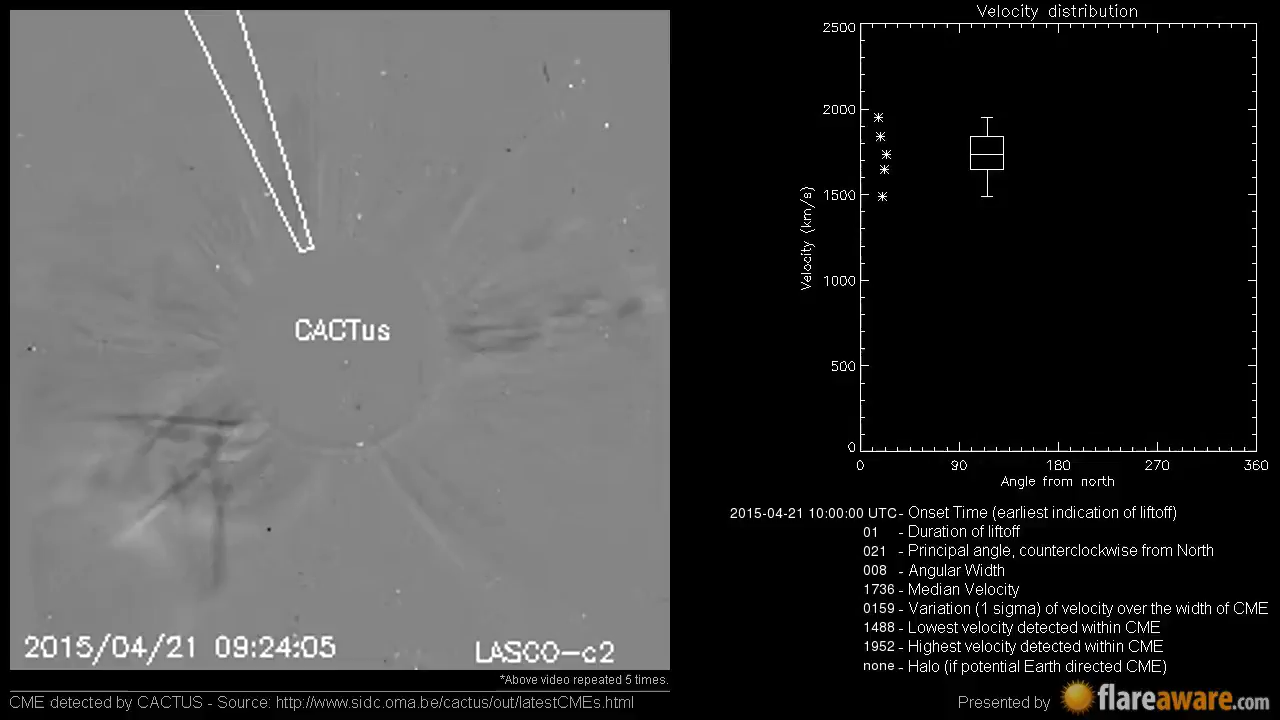 CACTus
2015/04/21 09:24:05
LASCO-c2
*Above video repeated 5 times.
CME detected by CACTUS - Source: http://www.sidc.oma.be/cactus/out/latestCMEs.html
Velocity distribution
2500
2000
1500
1000
500
0
Velocity (km/s)
0 90 180 270 360
Angle from north
2015-04-21 10:00:00 UTC - Onset Time (earliest indication of liftoff)
01 - Duration of liftoff
021 - Principal angle, counterclockwise from North
008 - Angular Width
1736 - Median Velocity
0159 - Variation (1 sigma) of velocity over the width of CME
1488 - Lowest velocity detected within CME
1952 - Highest velocity detected within CME
none - Halo (if potential Earth directed CME)
Presented by flareaware.com